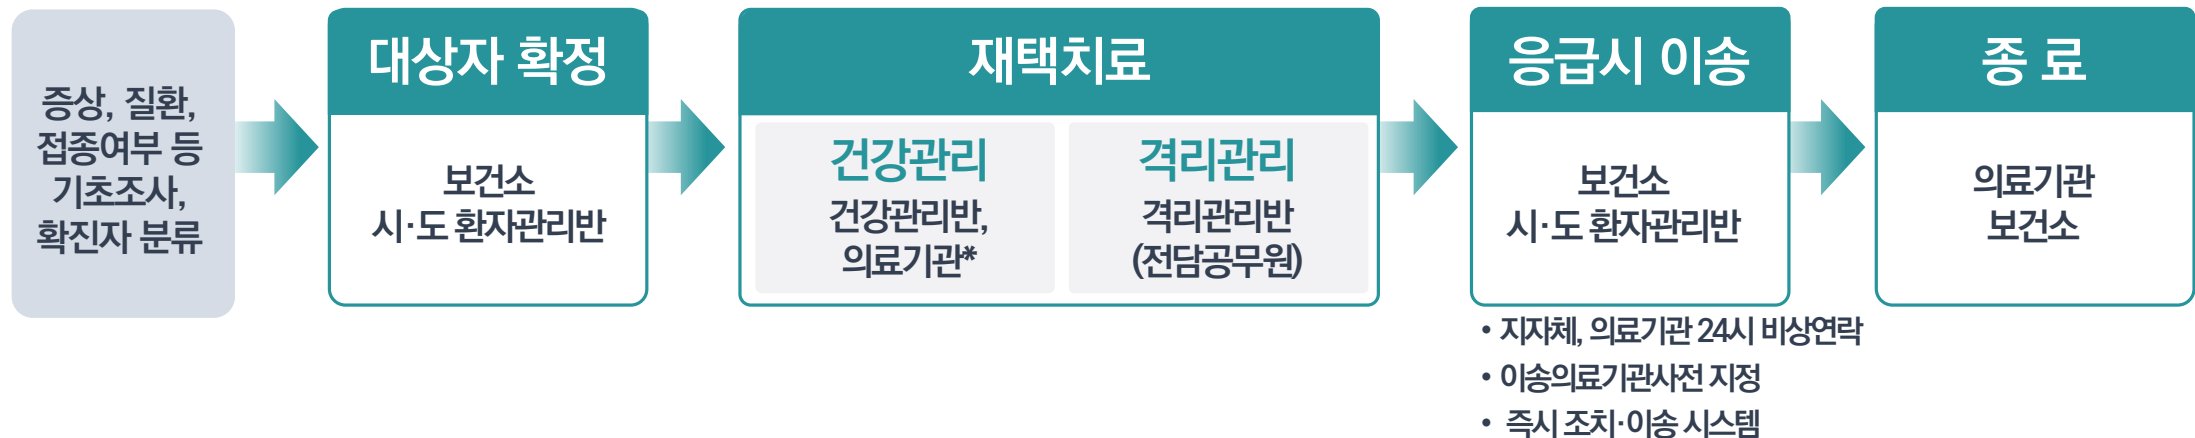 증상, 질환,
접종여부 등
기초조사,
확진자 분류
대상자 확정
보건소
시·도 환자관리반
재택치료
건강관리
건강관리반,
의료기관*
격리관리
격리관리반
(전담공무원)
응급시 이송
보건소
시·도 환자관리반
• 지자체, 의료기관 24시 비상연락
• 이송의료기관사전 지정
• 즉시 조치·이송 시스템
종 료
의료기관
보건소